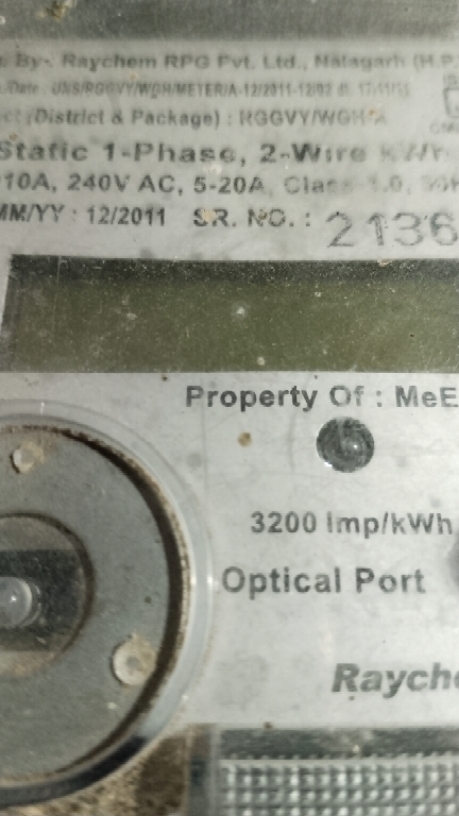 By:- Raychem RPG Pvt. Ltd., Nalagarh (H.P.
(District & Package) : RGGVY/WGH
Static 1-Phase, 2-Wire kWh
10A, 240V AC, 5-20A, Class 1.0,
MM/YY : 12/2011 SR. NO. : 2136
Property Of : MeE
3200 Imp/kWh
Optical Port
Rayche